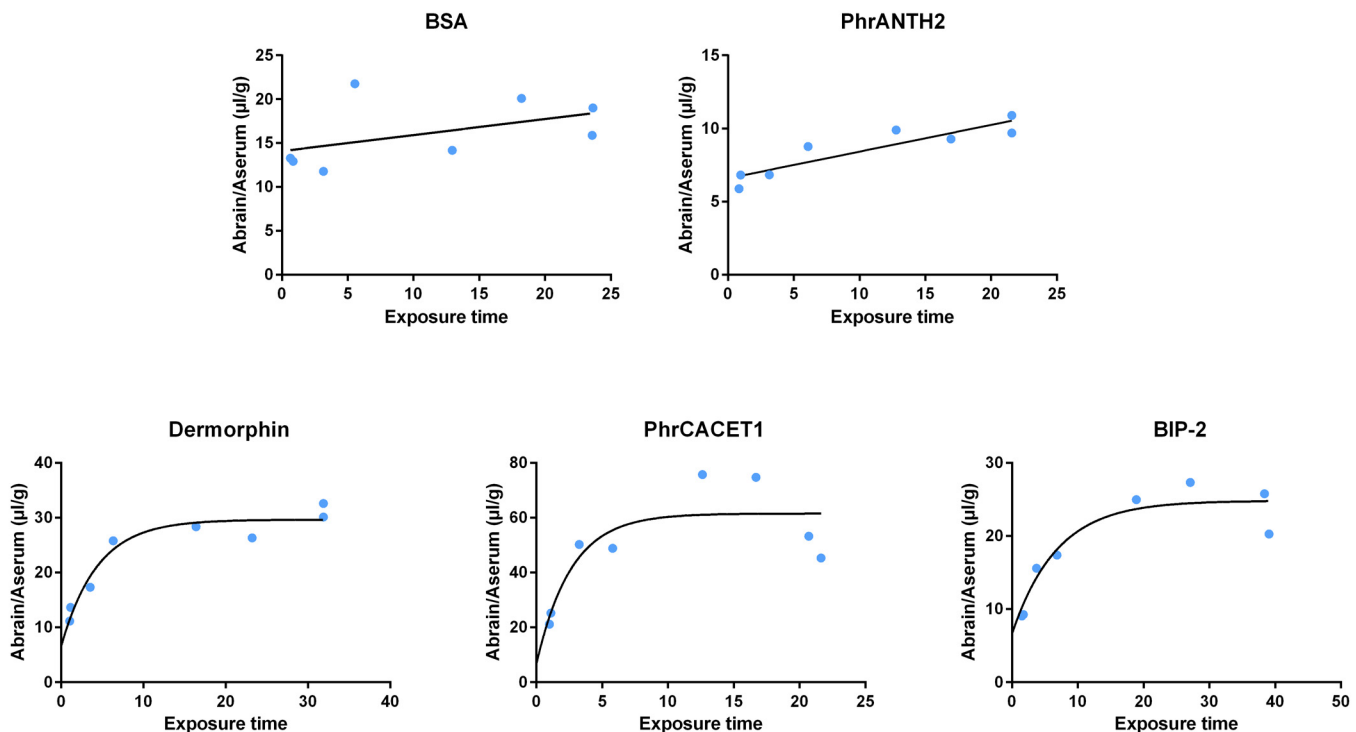 BSA
25
20
15
10
5
0
Abrain/Aserum (µl/g)
0 5 10 15 20 25
Exposure time
PhrANTH2
15
10
5
0
Abrain/Aserum (µl/g)
0 5 10 15 20 25
Exposure time
Dermorphin
40
30
20
10
0
Abrain/Aserum (µl/g)
0 10 20 30 40
Exposure time
PhrCACET1
80
60
40
20
0
Abrain/Aserum (µl/g)
0 5 10 15 20 25
Exposure time
BIP-2
30
20
10
0
Abrain/Aserum (µl/g)
0 10 20 30 40 50
Exposure time